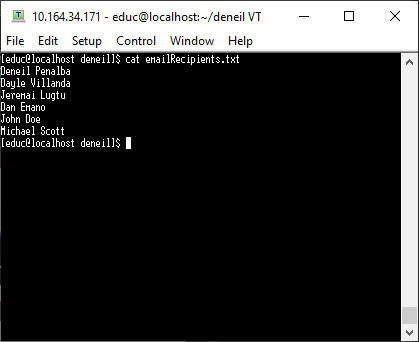 10.164.34.171 - educ@localhost:~/deneil VT
File Edit Setup Control Window Help
[educ@localhost deneil]$ cat emailRecipients.txt
Deneil Penalba
Dayle Villanda
Jeremai Lugtu
Dan Emano
John Doe
Michael Scott
[educ@localhost deneil]$